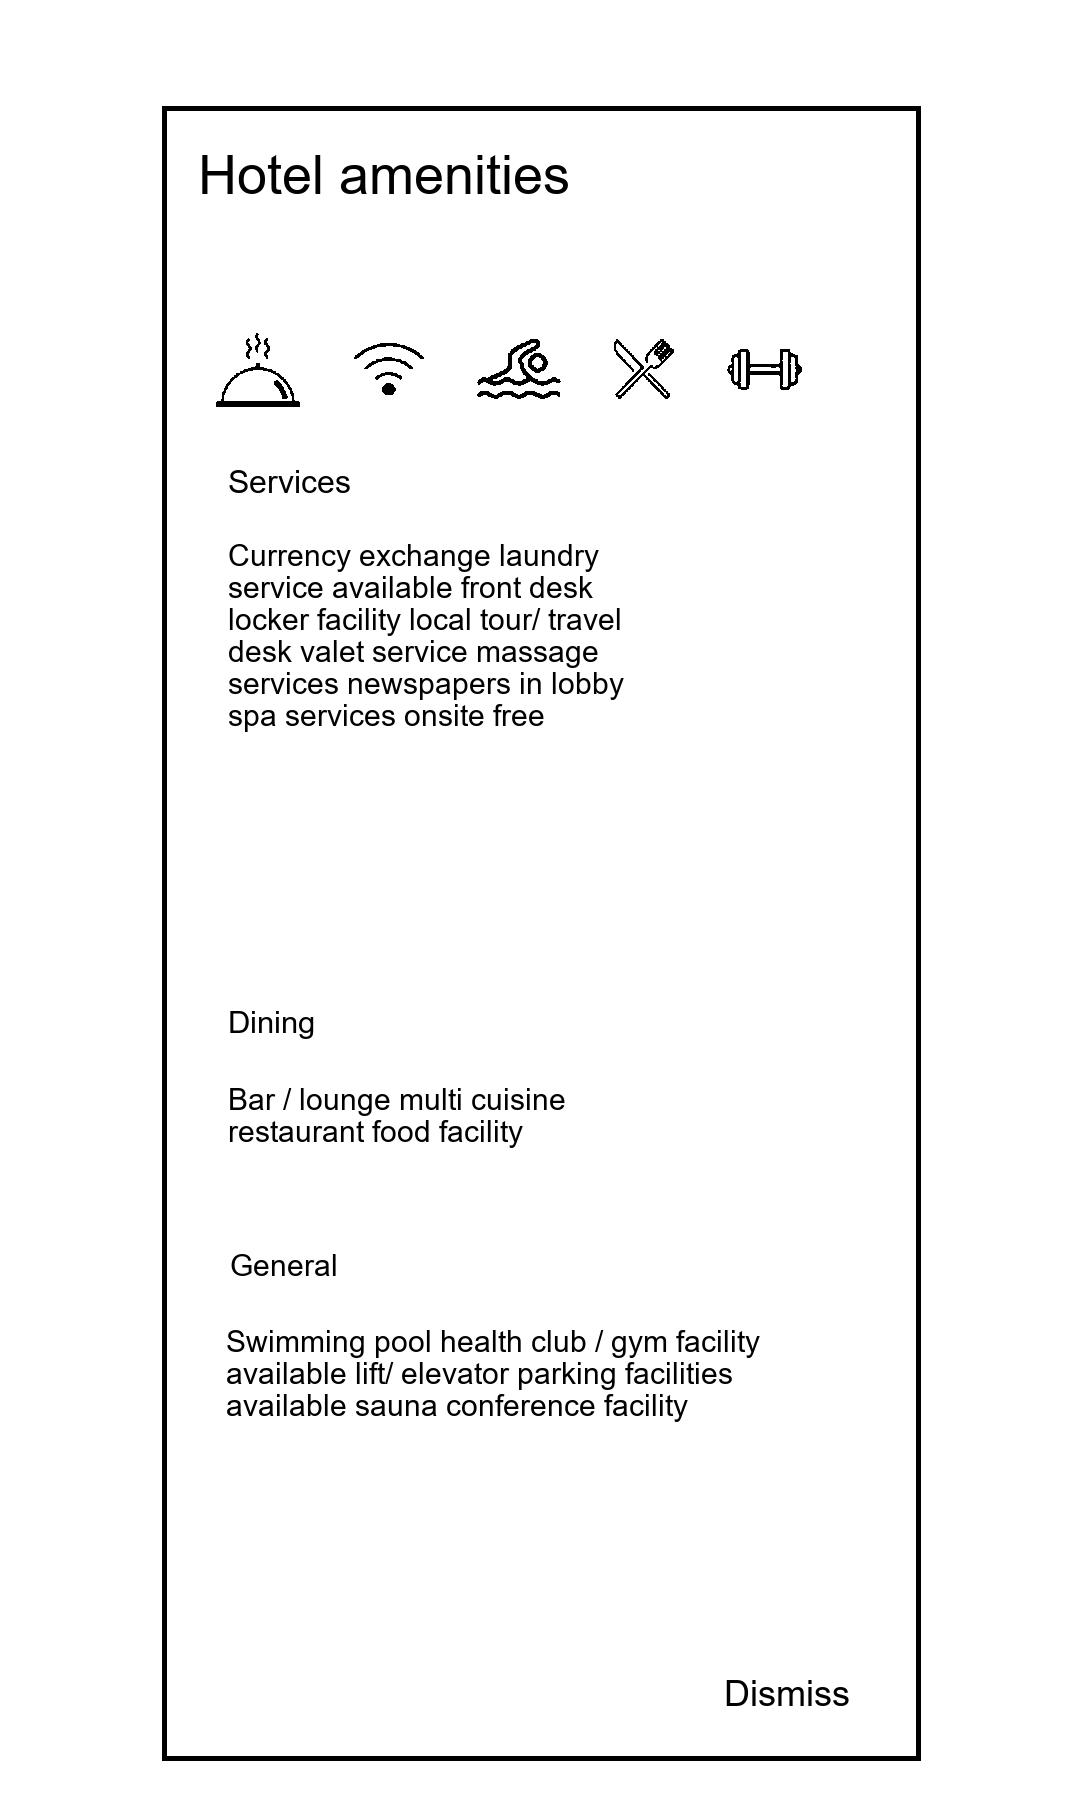 Hotel amenities
Services
Currency exchange laundry
service available front desk
locker facility local tour/ travel
desk valet service massage
services newspapers in lobby
spa services onsite free
Dining
Bar / lounge multi cuisine
restaurant food facility
General
Swimming pool health club / gym facility
available lift/ elevator parking facilities
available sauna conference facility
Dismiss